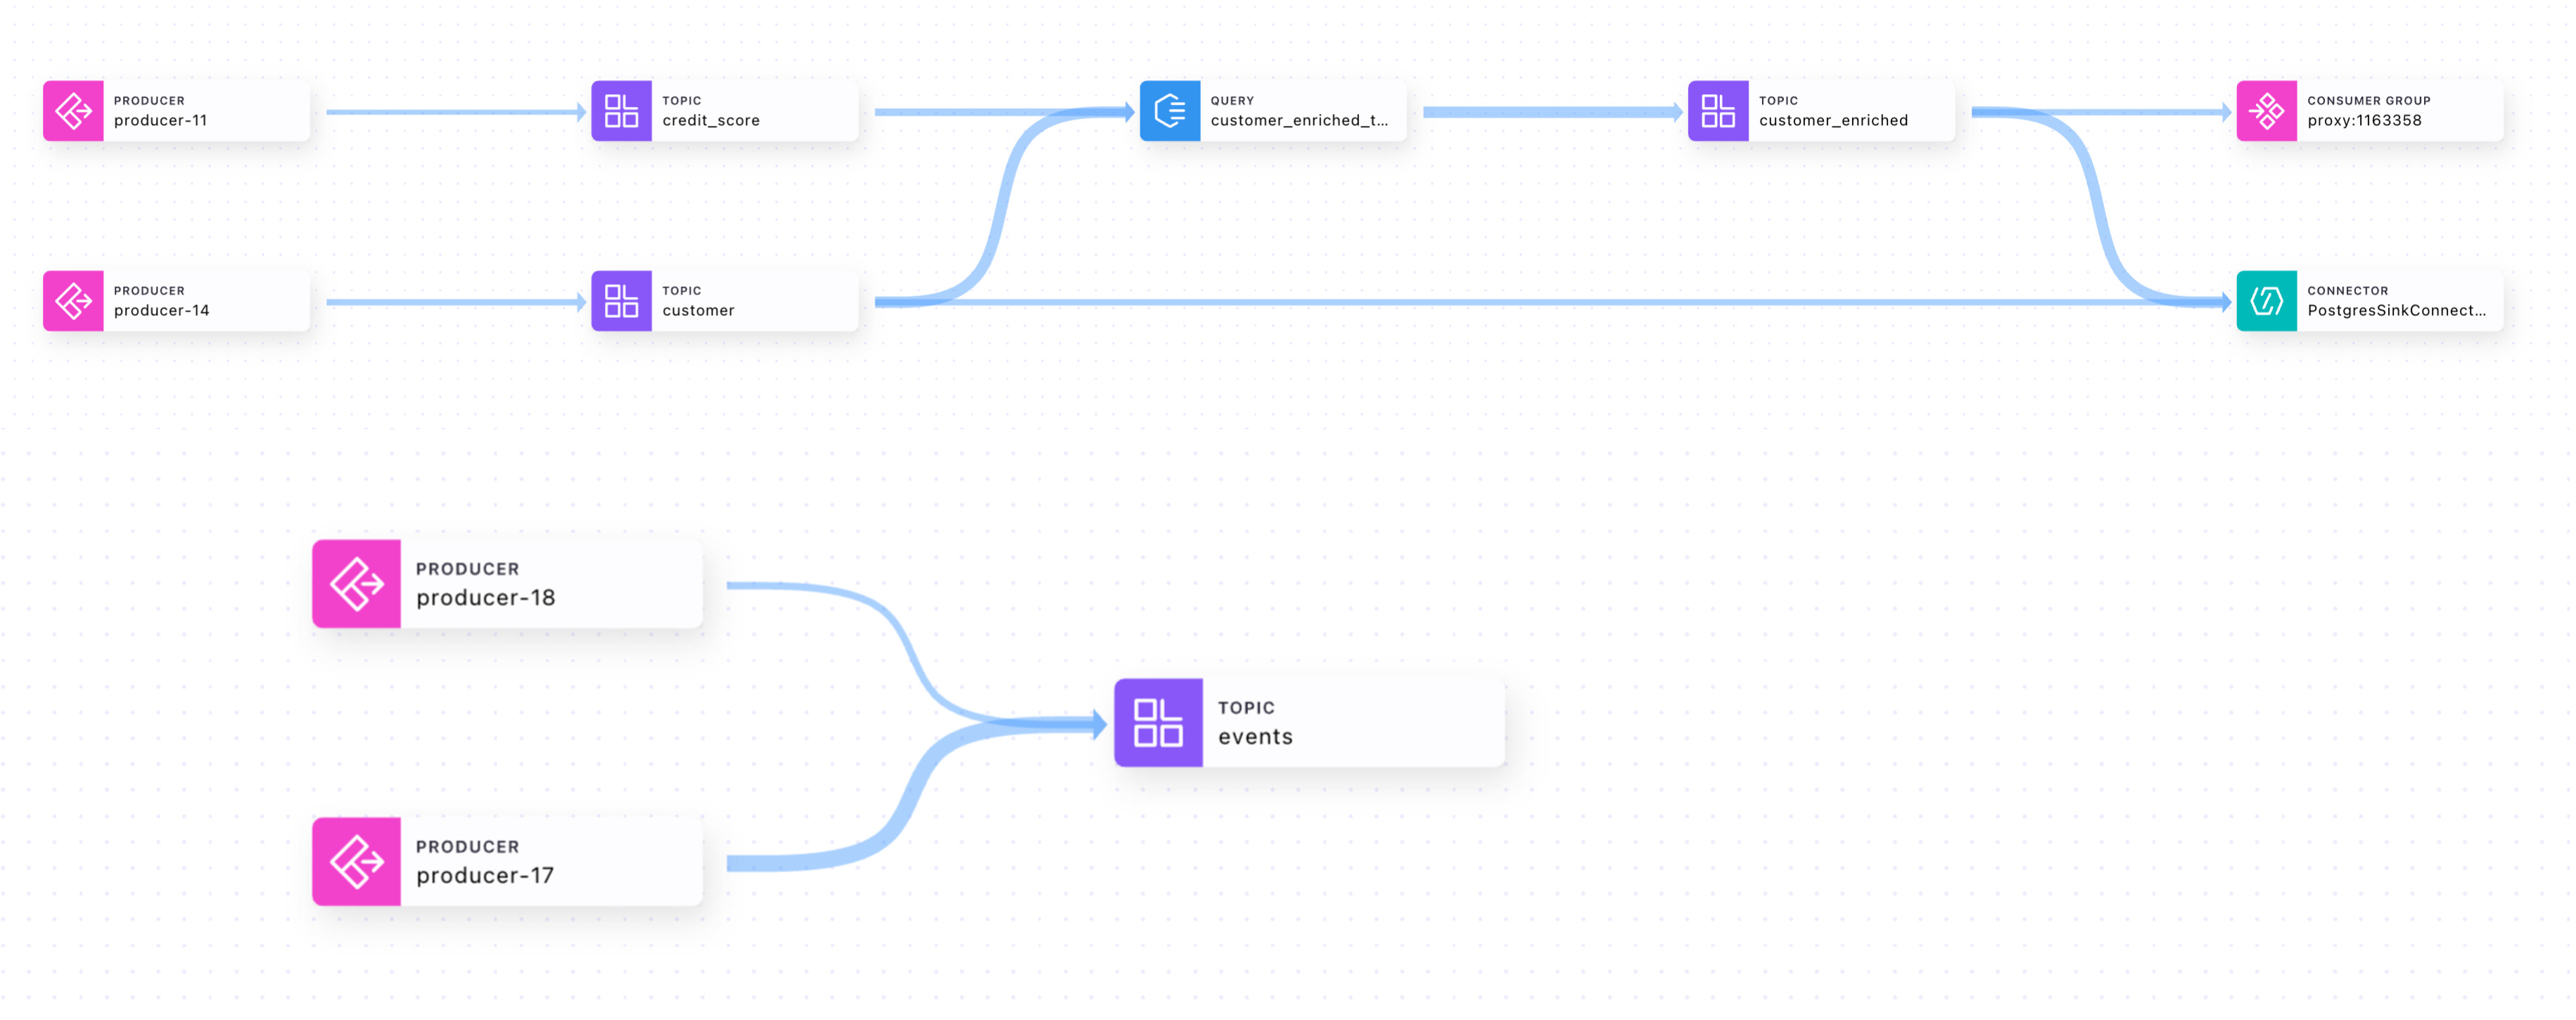 PRODUCER
producer-11
TOPIC
credit_score
QUERY
customer_enriched_t...
TOPIC
customer_enriched
CONSUMER GROUP
proxy:1163358
PRODUCER
producer-14
TOPIC
customer
CONNECTOR
PostgresSinkConnect...
PRODUCER
producer-18
TOPIC
events
PRODUCER
producer-17